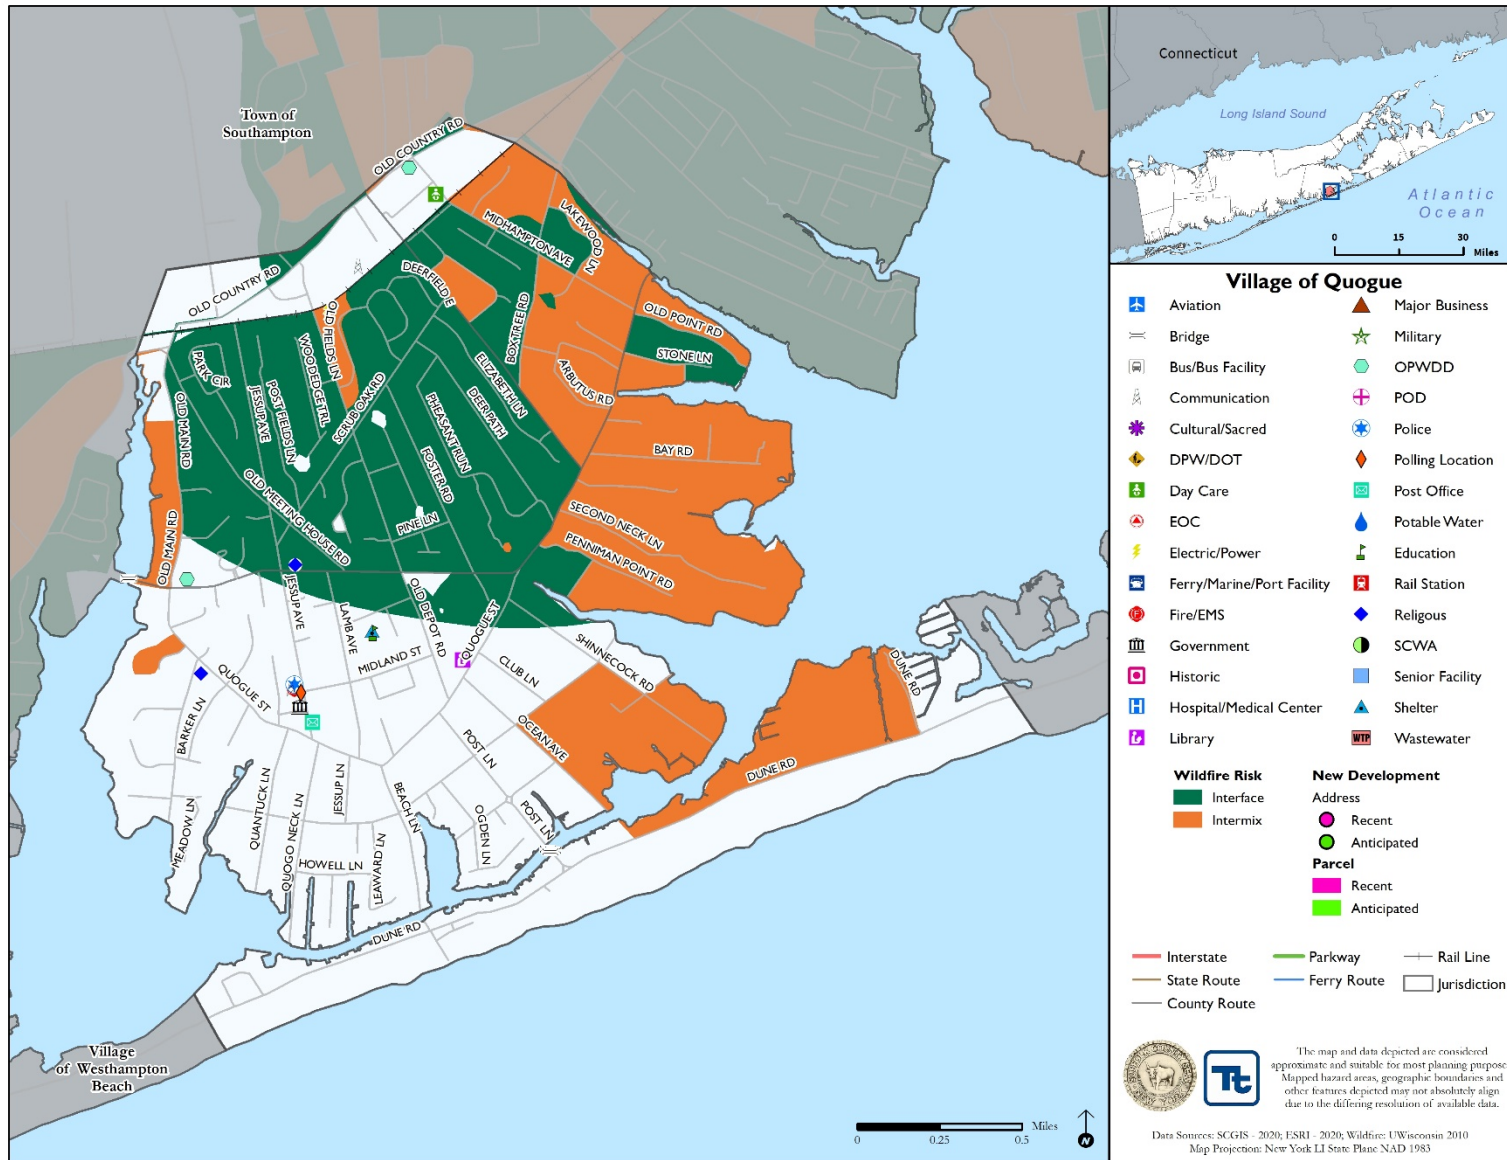 Town of
Southampton
OLD COUNTRY RD
OLD COUNTRY RD
MIDHAMPTON AVE
LAKEWOOD LN
DEERFIELD E
OLD FIELDS LN
BOXTREE RD
OLD POINT RD
STONE LN
PARK CIR
WOODEDGE TRL
JESSUP AVE
POST FIELDS LN
SCRUB OAK RD
ELIZABETH LN
DEER PATH
ARBUTUS RD
OLD MAIN RD
PHEASANT RUN
FOSTER RD
BAY RD
OLD MEETING HOUSE RD
PINE LN
SECOND NECK LN
PENNIMAN POINT RD
OLD MAIN RD
JESSUP AVE
LAMB AVE
OLD DEPOT RD
QUOGUE ST
MIDLAND ST
SHINNECOCK RD
CLUB LN
QUOGUE ST
BARKER LN
OCEAN AVE
DUNE RD
POST LN
DUNE RD
MEADOW LN
QUANTUCK LN
QUOGO NECK LN
JESSUP LN
BEACH LN
OGDEN LN
POST LN
HOWELL LN
LEAWARD LN
DUNE RD
Village
of Westhampton
Beach
Miles
0 0.25 0.5
N
Connecticut
Long Island Sound
Atlantic
Ocean
0 15 30
Miles
Village of Quogue
Aviation
Bridge
Bus/Bus Facility
Communication
Cultural/Sacred
DPW/DOT
Day Care
EOC
Electric/Power
Ferry/Marine/Port Facility
Fire/EMS
Government
Historic
Hospital/Medical Center
Library
Major Business
Military
OPWDD
POD
Police
Polling Location
Post Office
Potable Water
Education
Rail Station
Religous
SCWA
Senior Facility
Shelter
WTP Wastewater
Wildfire Risk
Interface
Intermix
New Development
Address
Recent
Anticipated
Parcel
Recent
Anticipated
Interstate
State Route
County Route
Parkway
Ferry Route
Rail Line
Jurisdiction
Tt
The map and data depicted are considered
approximate and suitable for most planning purpose
Mapped hazard areas, geographic boundaries and
other features depicted may not absolutely align
due to the differing resolution of available data.
Data Sources: SCGIS - 2020; ESRI - 2020; Wildfire: UWisconsin 2010
Map Projection: New York LI State Plane NAD 1983